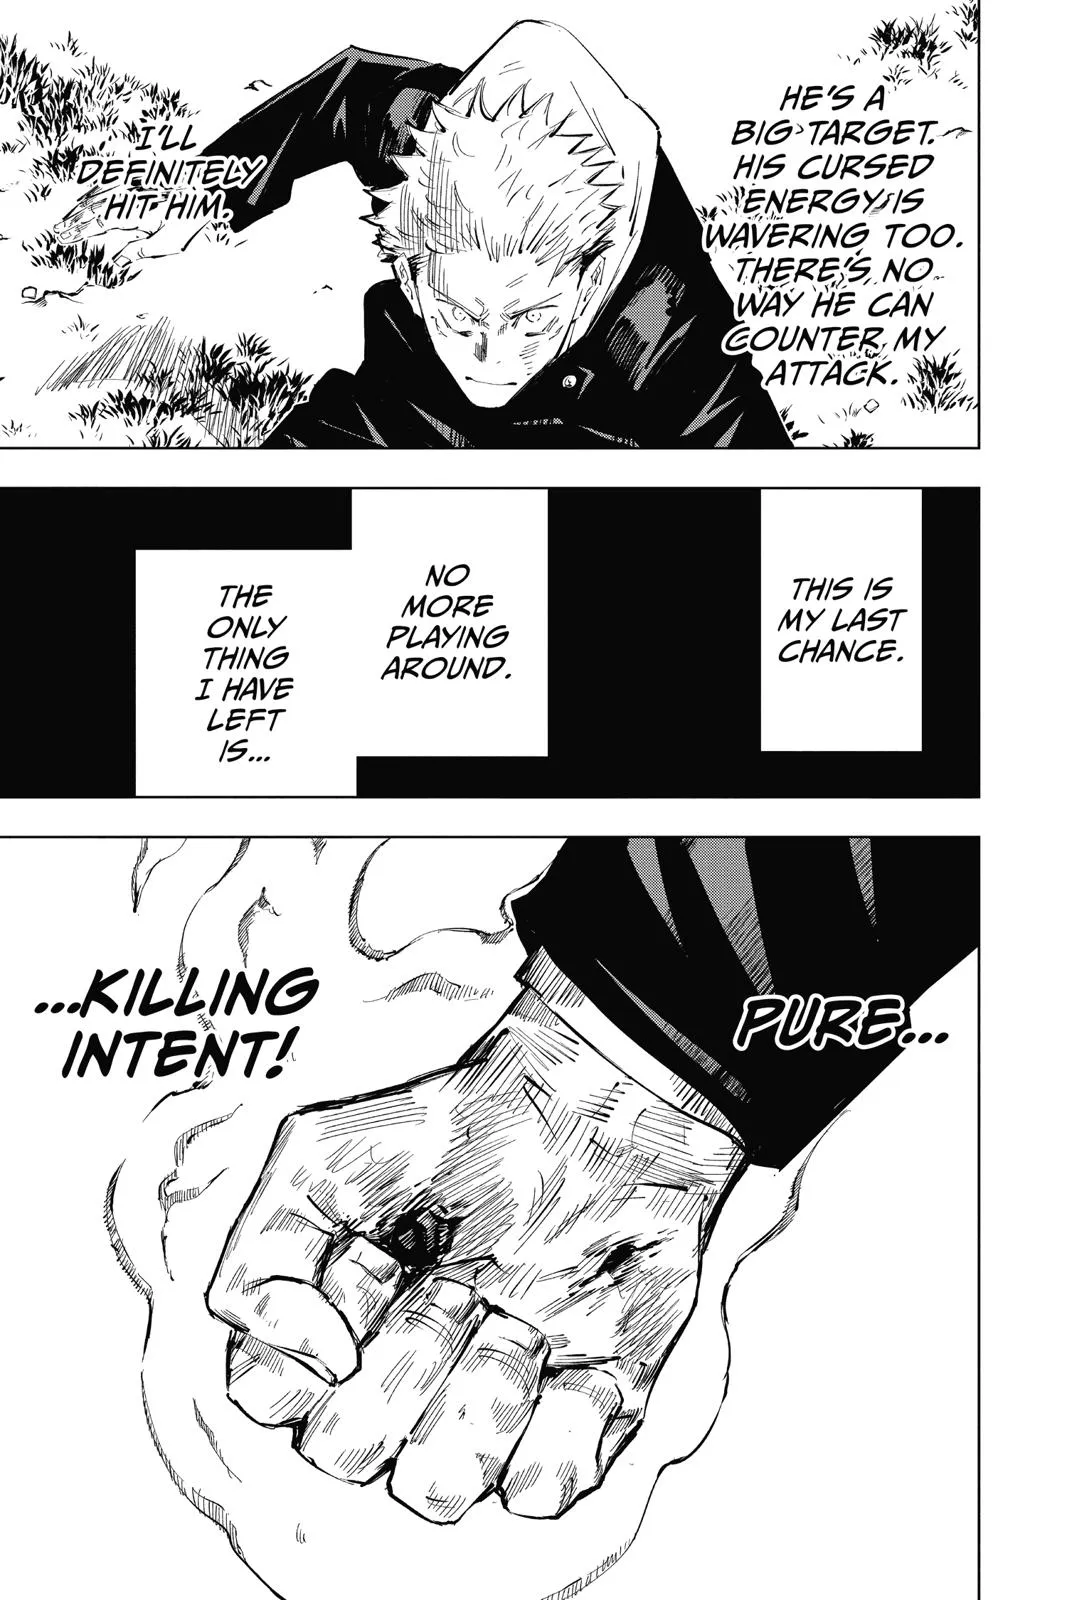 HE'S A
BIG TARGET.
HIS CURSED
ENERGY IS
WAVERING TOO.
THERE'S NO
WAY HE CAN
COUNTER MY
ATTACK.
I'LL
DEFINITELY
HIT HIM.
THIS IS
MY LAST
CHANCE.
NO
MORE
PLAYING
AROUND.
THE
ONLY
THING
I HAVE
LEFT
IS...
PURE...
...KILLING
INTENT!